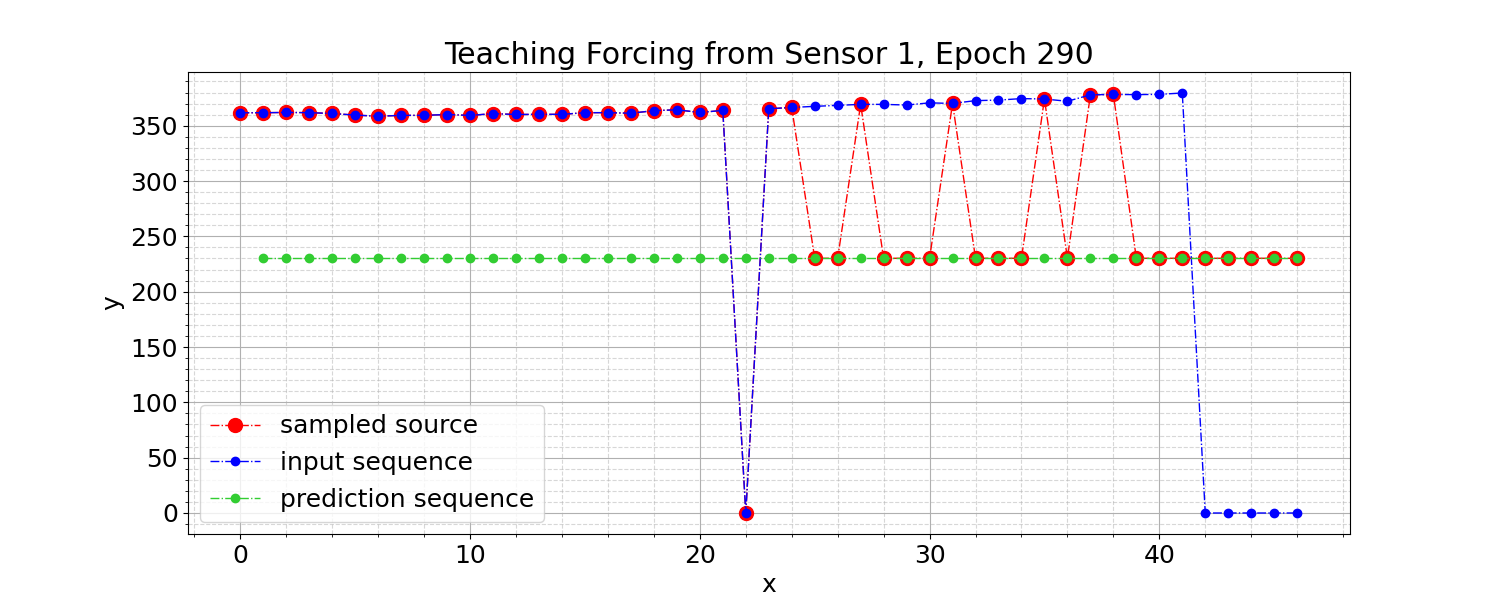 Teaching Forcing from Sensor 1, Epoch 290
350
300
250
200
150
100
50
0
y
sampled source
input sequence
prediction sequence
0 10 20 30 40
x